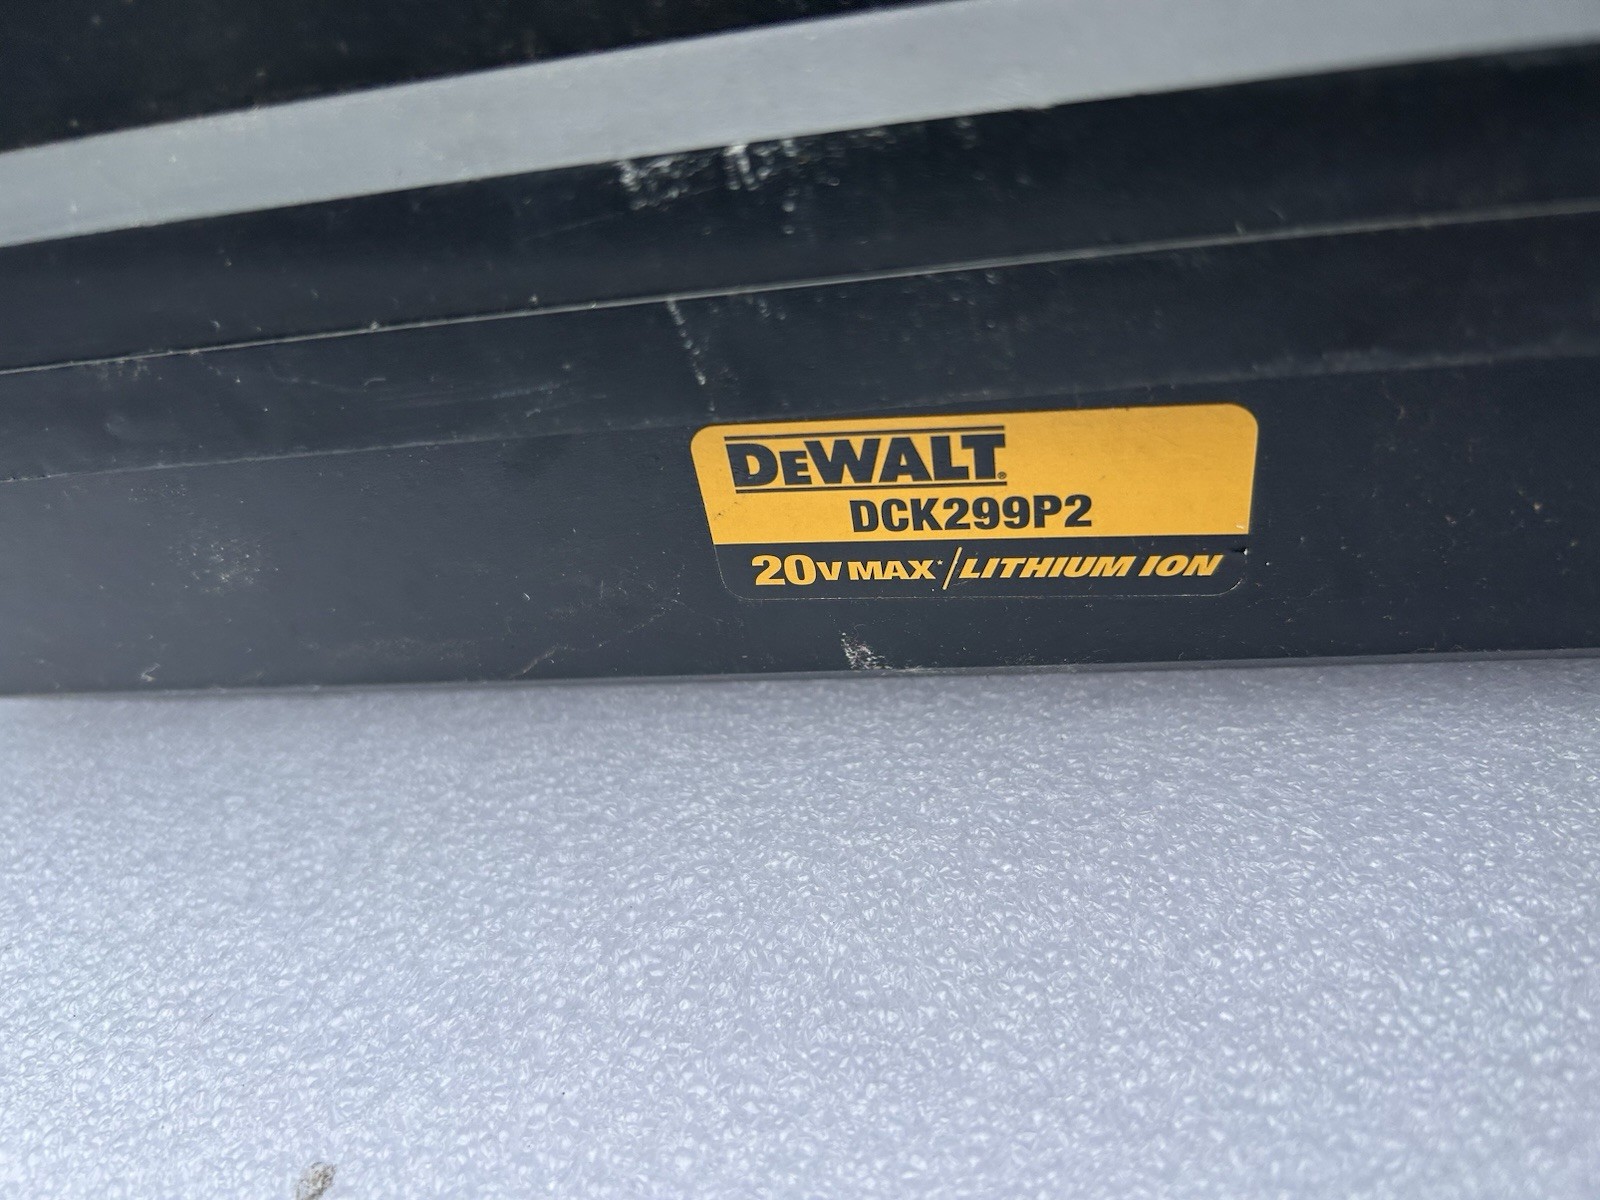 DEWALT®
DCK299P2
20V MAX* / LITHIUM ION